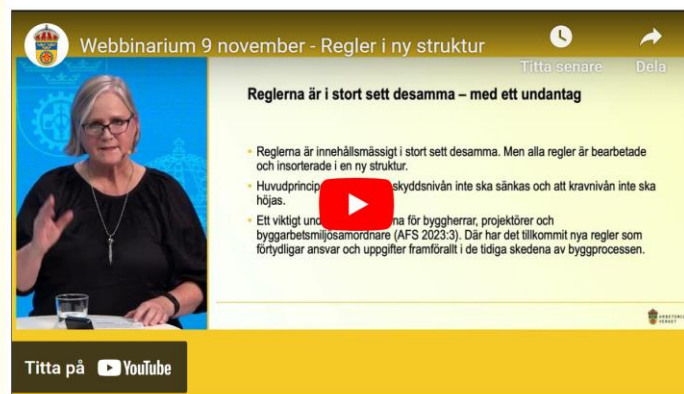 Webbinarium 9 november - Regler i ny struktur
Titta senare
Dela
Reglerna är i stort sett desamma – med ett undantag
• Reglerna är innehållsmässigt i stort sett desamma. Men alla regler är bearbetade
och insorterade i en ny struktur.
• skyddsnivån inte ska sänkas och att kravnivån inte ska
höjas.
• Ett viktigt för byggherrar, projektörer och
byggarbetsmiljösamordnare (AFS 2023:3). Där har det tillkommit nya regler som
förtydligar ansvar och uppgifter framförallt i de tidiga skedena av byggprocessen.
Titta på YouTube